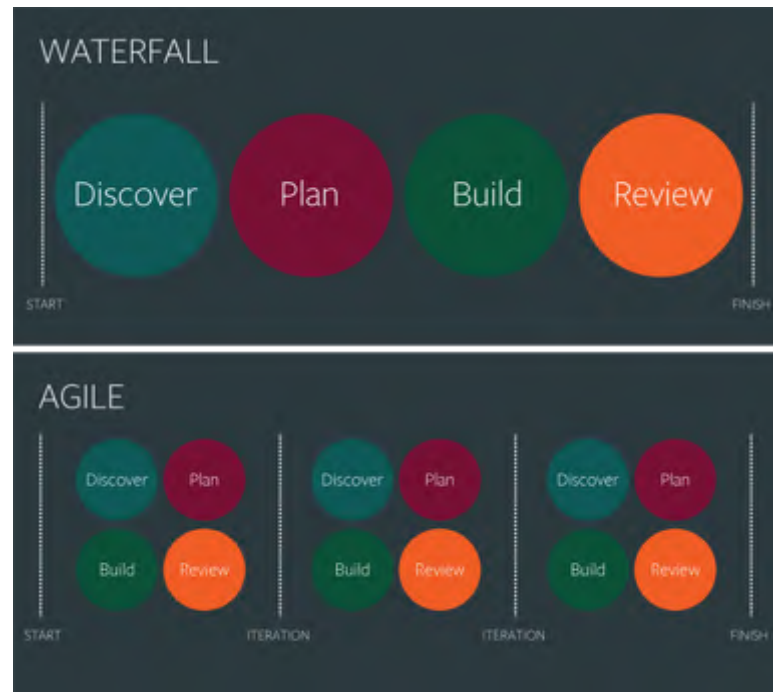 WATERFALL
Discover Plan Build Review
START FINISH
AGILE
Discover Plan Discover Plan Discover Plan
Build Review Build Review Build Review
START ITERATION ITERATION FINISH